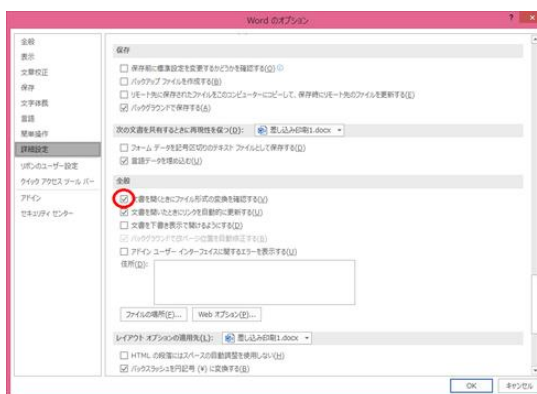 Word のオプション
?
全般
表示
文章校正
保存
文字体裁
言語
簡単操作
詳細設定
リボンのユーザー設定
クイック アクセス ツール バー
アドイン
セキュリティ センター
保存
保存前に標準設定を変更するかどうかを確認する(O)
バックアップ ファイルを作成する(B)
リモート先に保存されたファイルをこのコンピューターにコピーして、保存時にリモート先のファイルを更新する(E)
バックグラウンドで保存する(A)
次の文書を共有するときに再現性を保つ(D): 差し込み印刷1.docx
フォーム データを記号区切りのテキスト ファイルとして保存する(D)
言語データを埋め込む(U)
全般
文書を開くときにファイル形式の変換を確認する(V)
文書を開いたときにリンクを自動的に更新する(U)
文書を下書き表示で開けるようにする(D)
バックグラウンドで改ページ位置を自動修正する(B)
アドイン ユーザー インターフェイスに関するエラーを表示する(U)
住所(D):
ファイルの場所(F)... Web オプション(P)...
レイアウト オプションの適用先(L): 差し込み印刷1.docx
HTML の段落にはスペースの自動調整を使用しない(H)
バックスラッシュを円記号 (¥) に変換する(B)
OK キャンセル